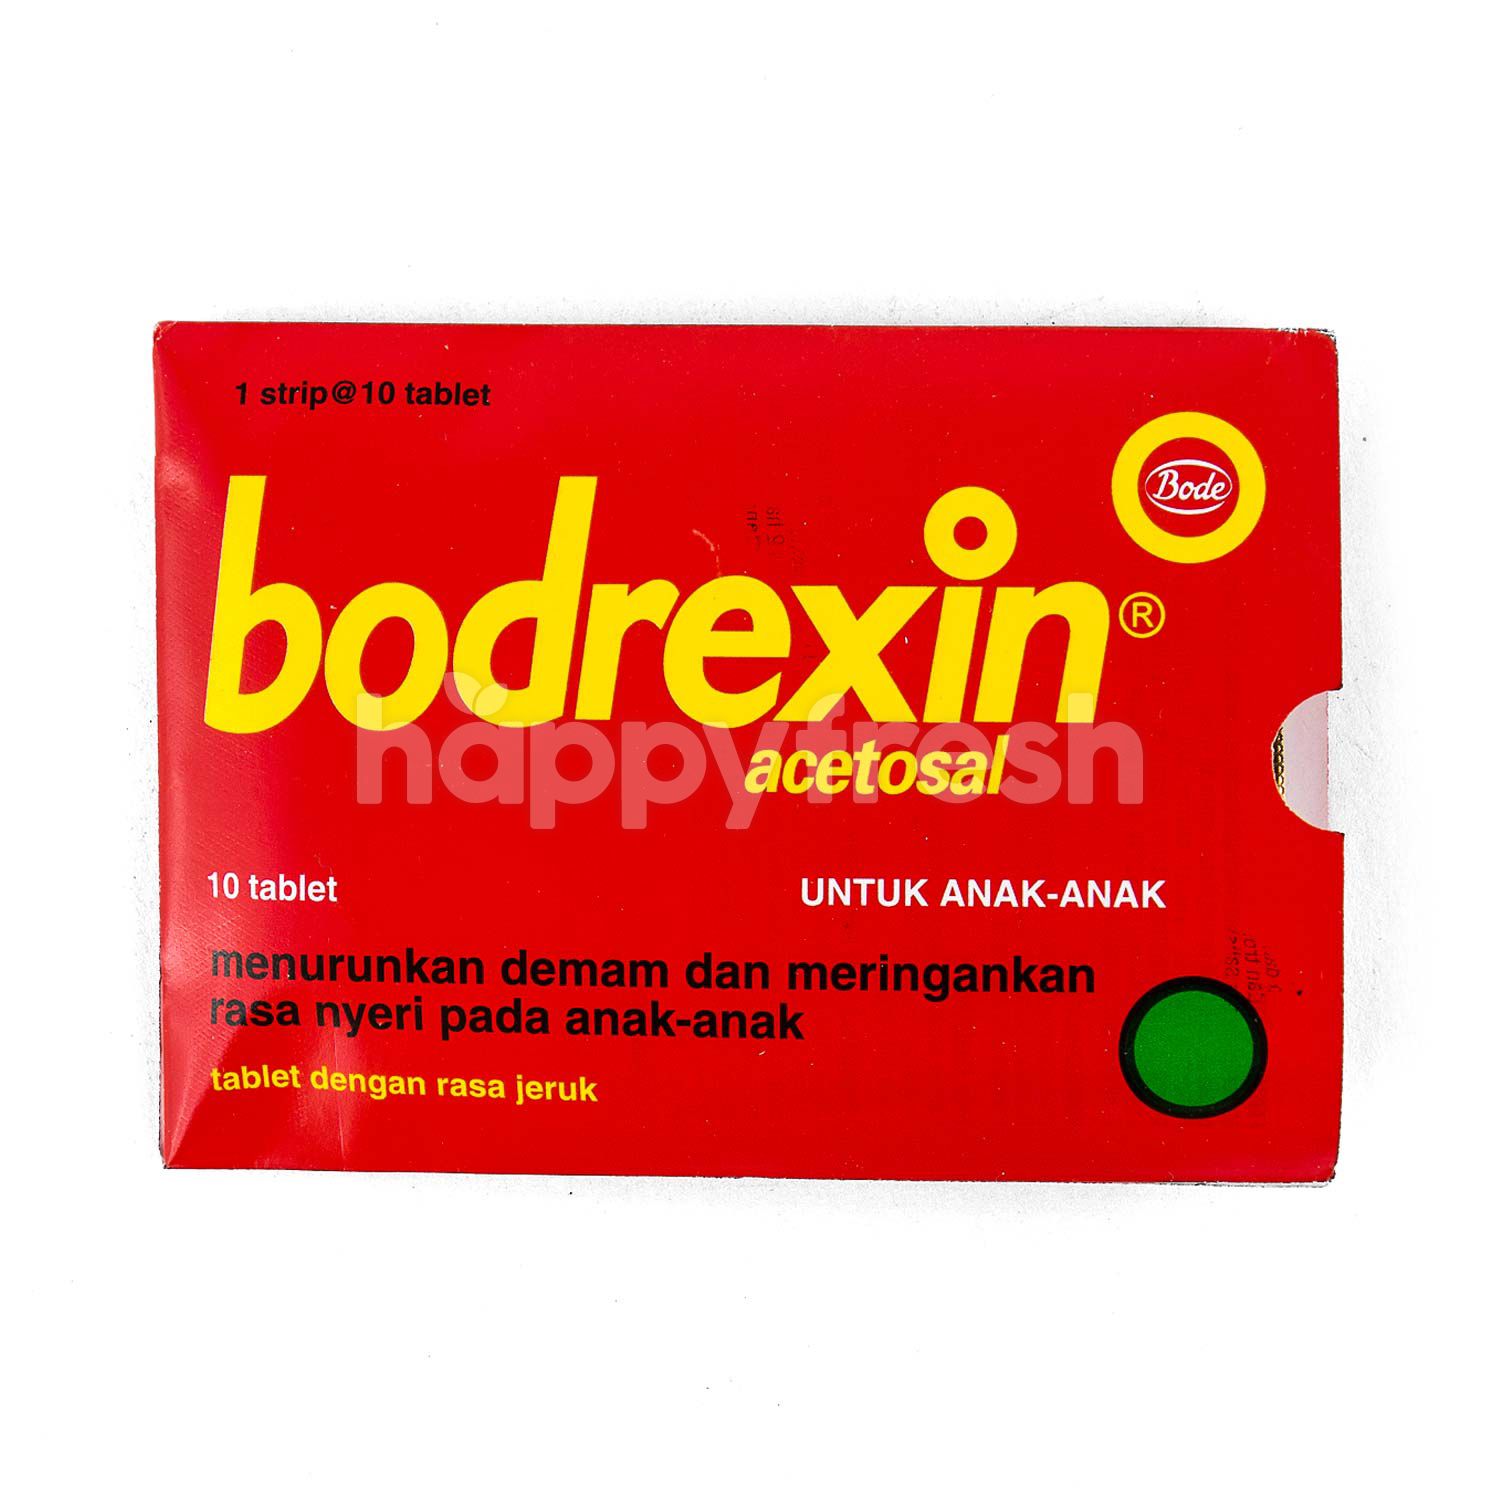 1 strip@10 tablet
Bode
bodrexin®
acetosal
happyfresh
10 tablet
UNTUK ANAK-ANAK
menurunkan demam dan meringankan
rasa nyeri pada anak-anak
tablet dengan rasa jeruk